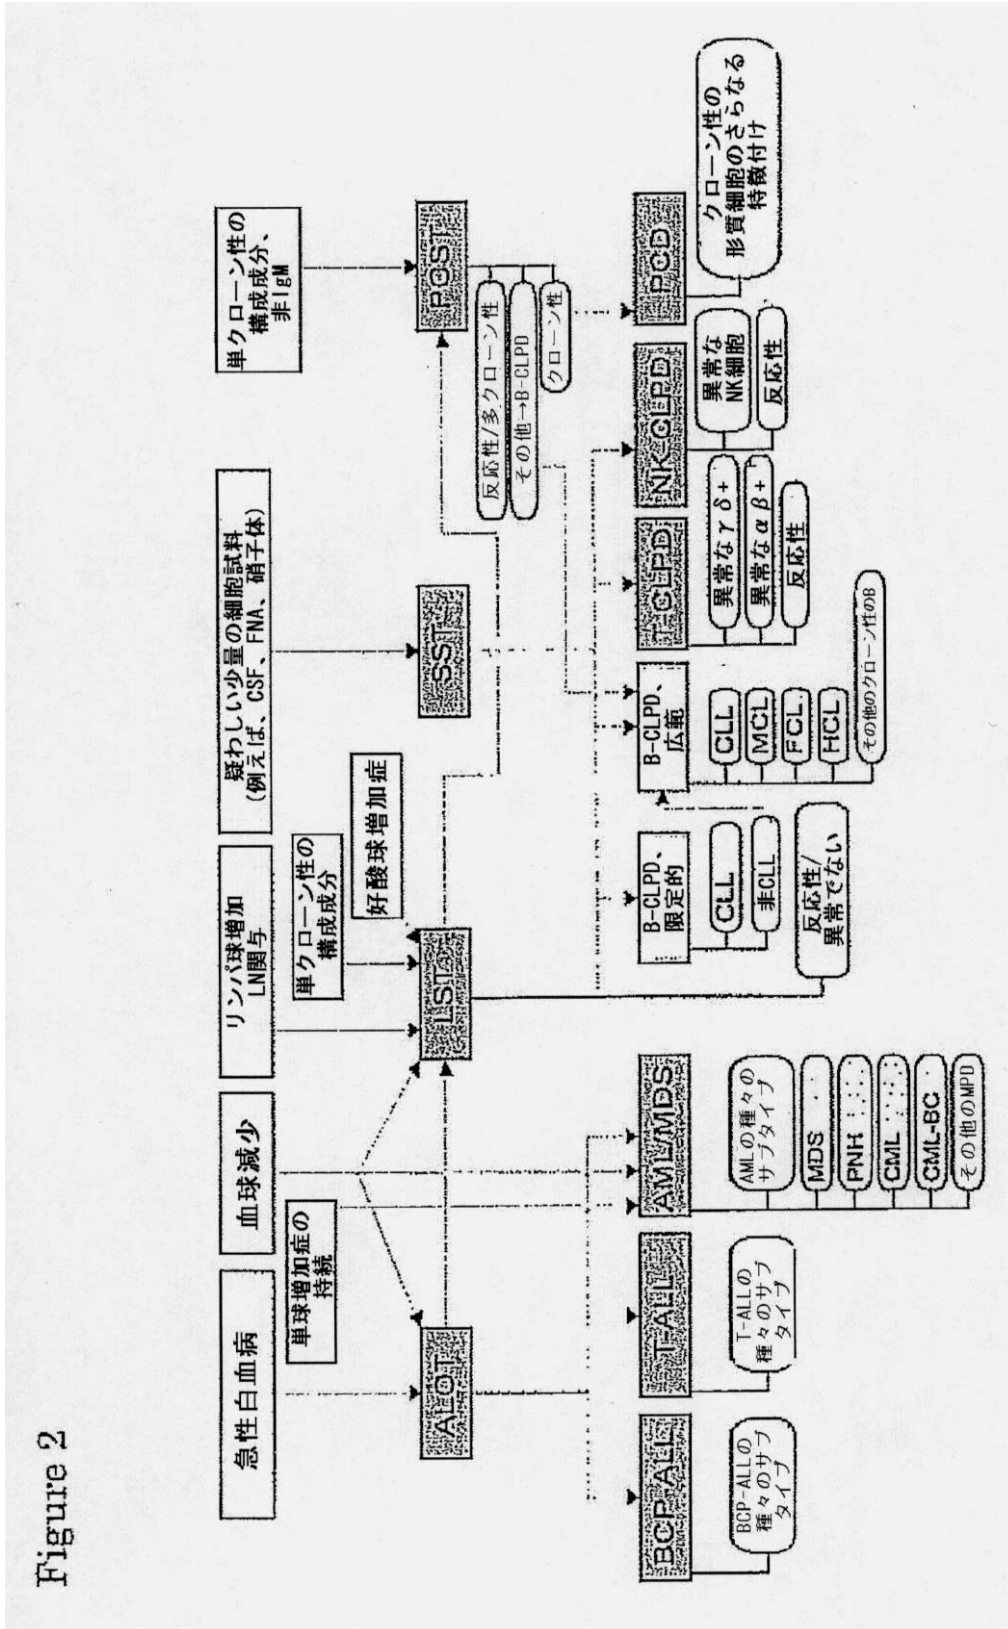 Figure 2
急性白血病
血球減少
リンパ球増加
LN関与
疑わしい少量の細胞試料
(例えば、CSF、FNA、硝子体)
単クローン性の
構成成分、
非IgM
単球増加症の
持続
単クローン性の
構成成分
好酸球増加症
ALOT
LST
SST
PCST
反応性/多クローン性
その他→B-CLPD
クローン性
BCP-ALL
T-ALL
AML/MDS
B-CLPD、
限定的
B-CLPD、
広範
T-CLPD
NK-CLPD
PCD
BCP-ALLの
種々のサブ
タイプ
T-ALLの
種々のサブ
タイプ
AMLの種々の
サブタイプ
MDS
PNH
CML
CML-BC
その他のMPD
CLL
非CLL
反応性/
異常でない
CLL
MCL
FCL
HCL
その他のクローン性のB
異常なγδ+
異常なαβ+
反応性
異常な
NK細胞
反応性
クローン性の
形質細胞のさらなる
特徴付け